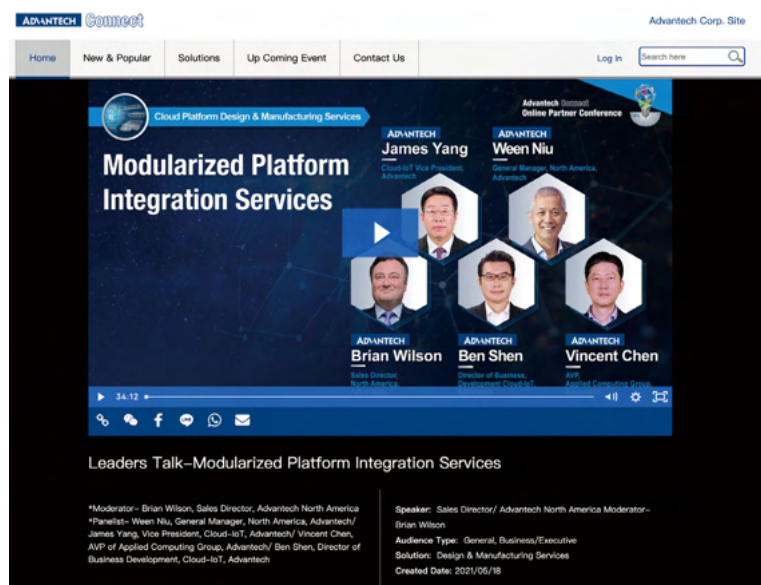 ADVANTECH Connect
Advantech Corp. Site
Home
New & Popular
Solutions
Up Coming Event
Contact Us
Log In
Search here
Cloud Platform Design & Manufacturing Services
Advantech Connect
Online Partner Conference
Modularized Platform
Integration Services
ADVANTECH
James Yang
Cloud-IoT Vice President,
Advantech
ADVANTECH
Ween Niu
General Manager, North America,
Advantech
ADVANTECH
Brian Wilson
Sales Director,
North America,
ADVANTECH
Ben Shen
Director of Business,
Development Cloud-IoT,
ADVANTECH
Vincent Chen
AVP,
Applied Computing Group,
34:12
Leaders Talk–Modularized Platform Integration Services
*Moderator– Brian Wilson, Sales Director, Advantech North America
*Panelist– Ween Niu, General Manager, North America, Advantech/
James Yang, Vice President, Cloud–IoT, Advantech/ Vincent Chen,
AVP of Applied Computing Group, Advantech/ Ben Shen, Director of
Business Development, Cloud–IoT, Advantech
Speaker: Sales Director/ Advantech North America Moderator–
Brian Wilson
Audience Type: General, Business/Executive
Solution: Design & Manufacturing Services
Created Date: 2021/05/18